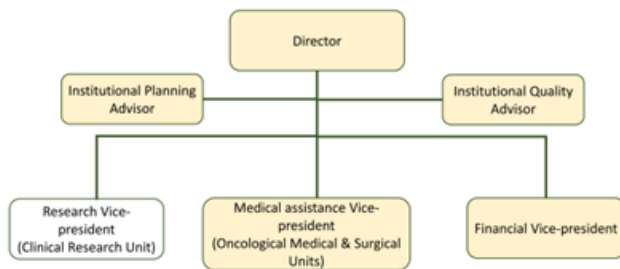 Director
Institutional Planning
Advisor
Institutional Quality
Advisor
Research Vice-
president
(Clinical Research Unit)
Medical assistance Vice-
president
(Oncological Medical & Surgical
Units)
Financial Vice-president